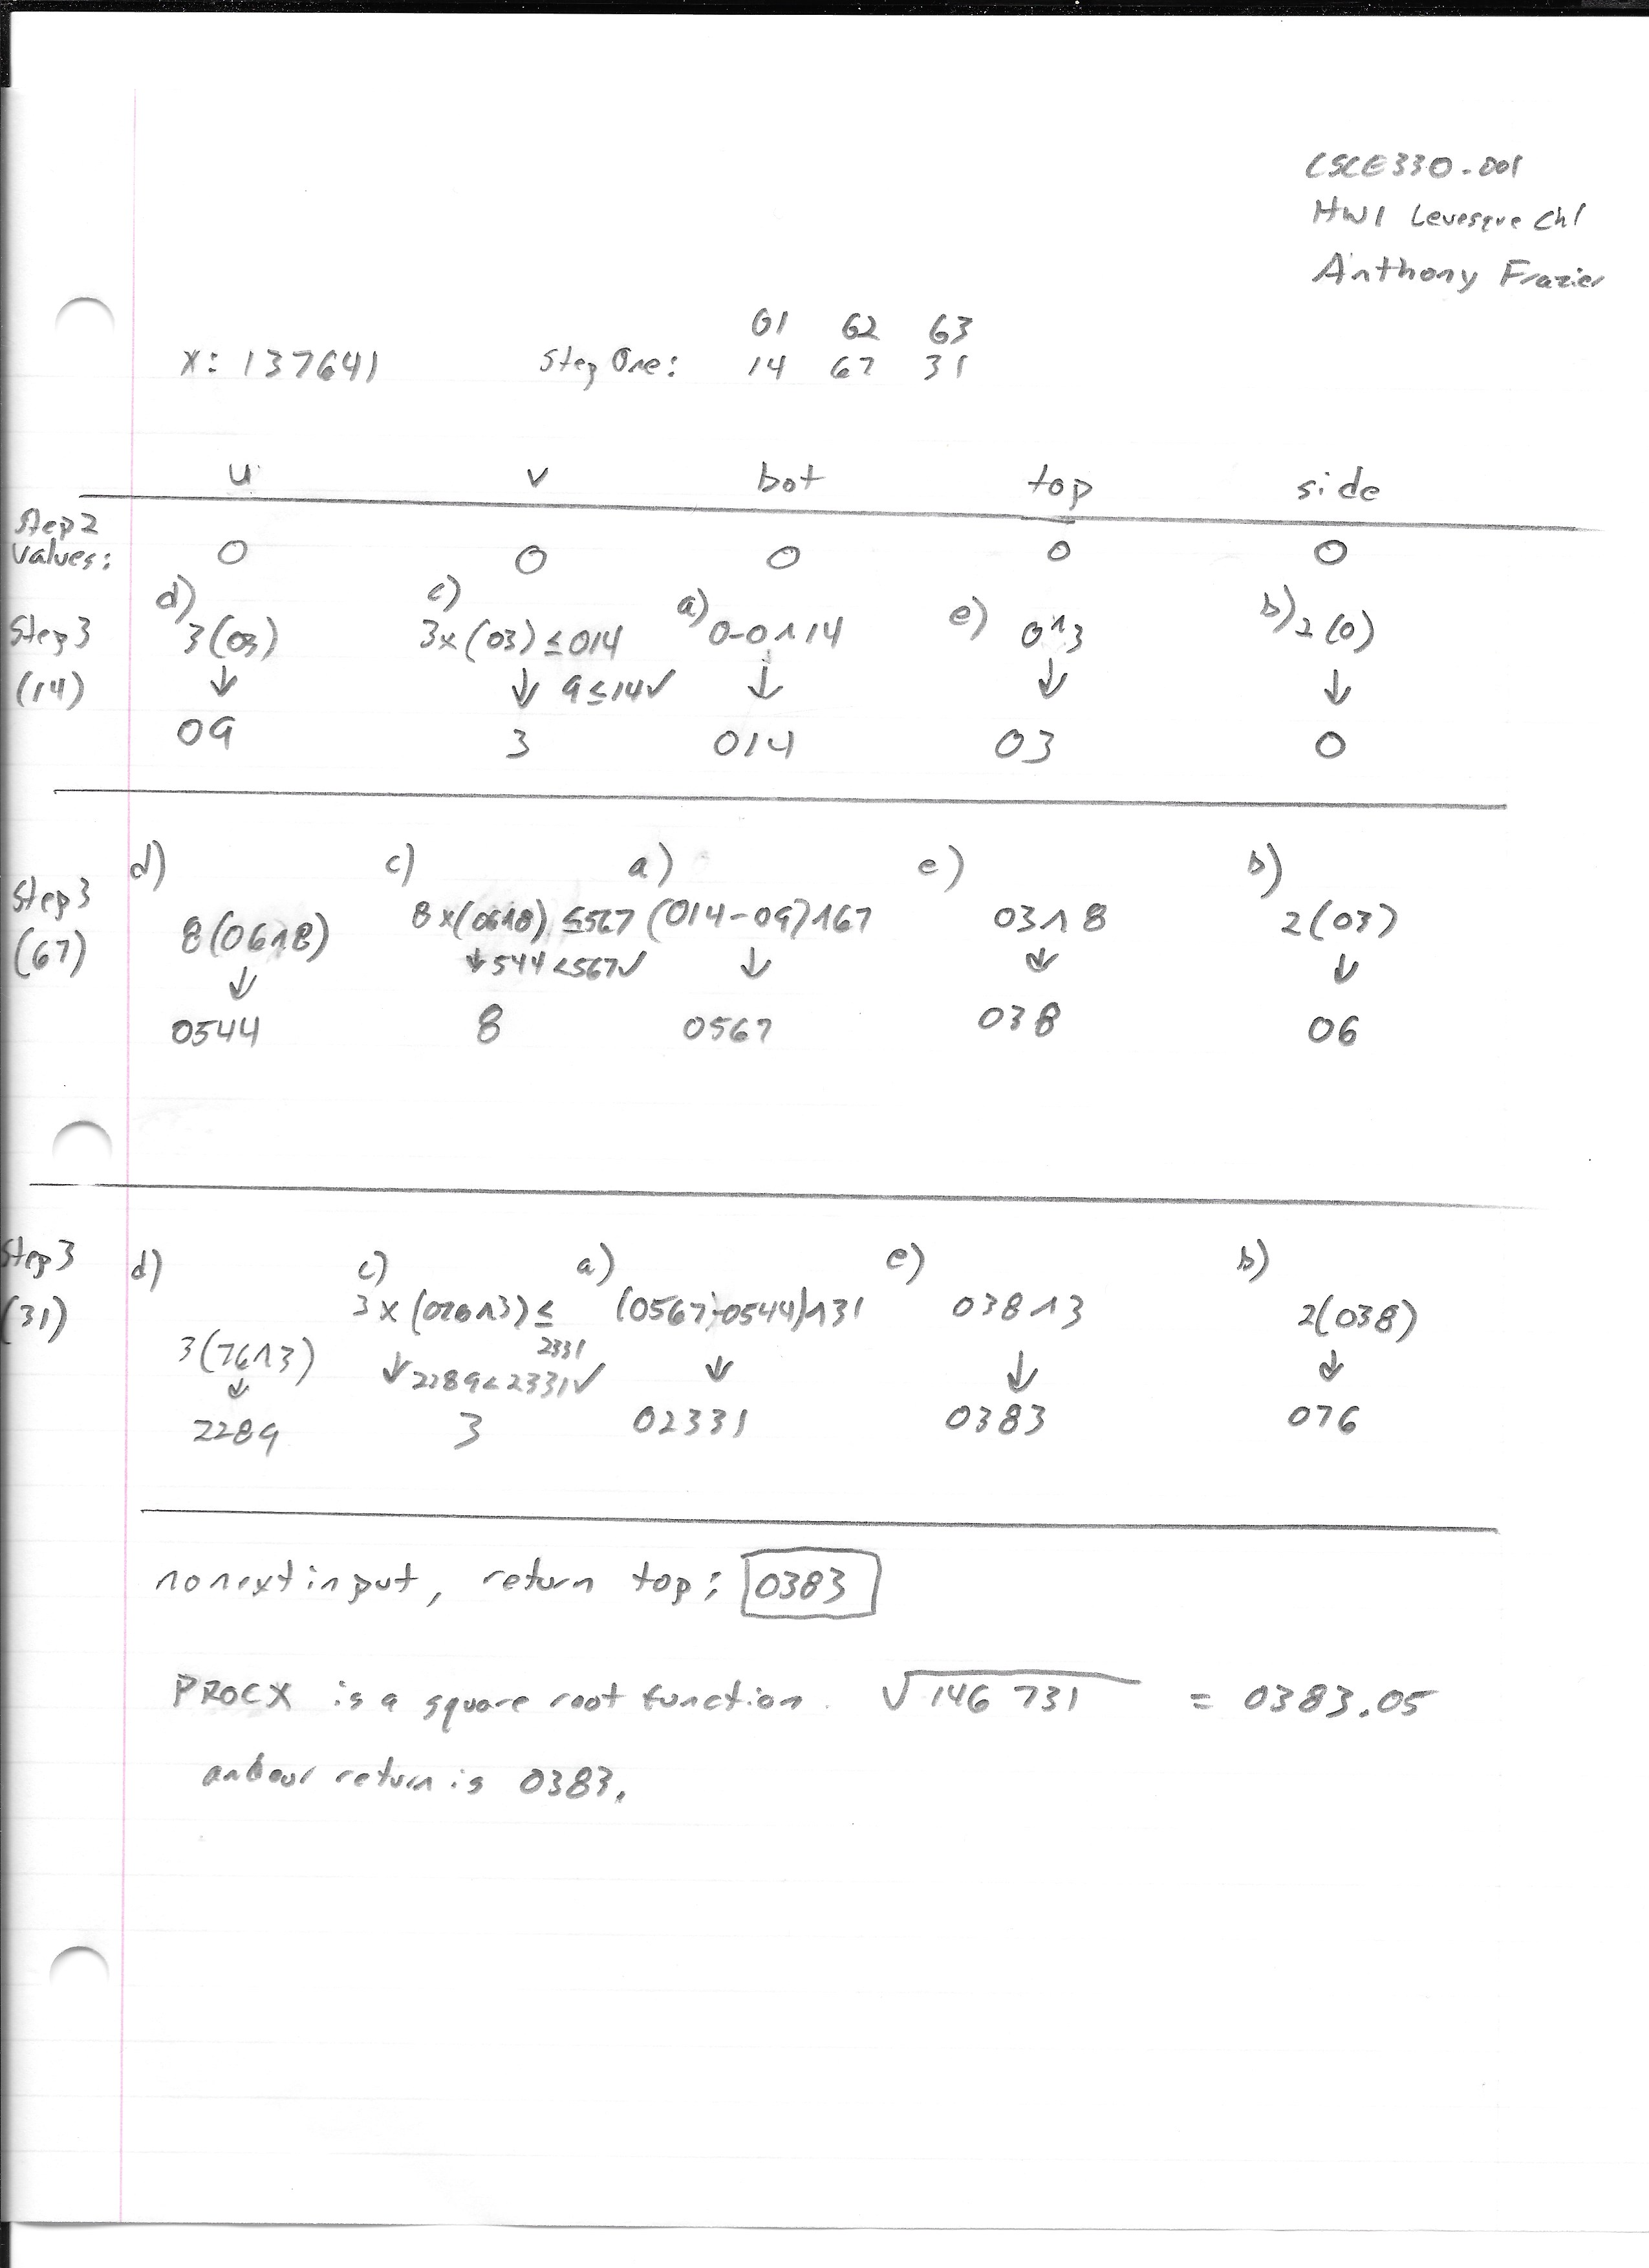 CSCE330-001
HW1 Levesque Ch1
Anthony Frazier
G1 G2 G3
x: 137641 Step One: 14 67 31
u v bot top side
Step 2
Values: 0 0 0 0 0
d) c) a) e) b)
Step 3 3(03) 3x(03)≤014 0-0^14 0^3 2(0)
(14) ↓ ↓ 9≤14✓ ↓ ↓ ↓
09 3 014 03 0
d) c) a) e) b)
Step 3 8(06^8) 8x(06^8)≤567 (014-09)^67 03^8 2(03)
(67) ↓ ↓ 544<567✓ ↓ ↓ ↓
0544 8 0567 038 06
Step 3 d) c) a) e) b)
(31) 3x(076^3)≤ (0567-0544)^31 038^3 2(038)
3(76^3) 2331
↓ ↓ 2289<2331✓ ↓ ↓ ↓
2289 3 02331 0383 076
no next input, return top: 0383
PROCX is a square root function. √146 731 = 0383.05
and our return is 0383.